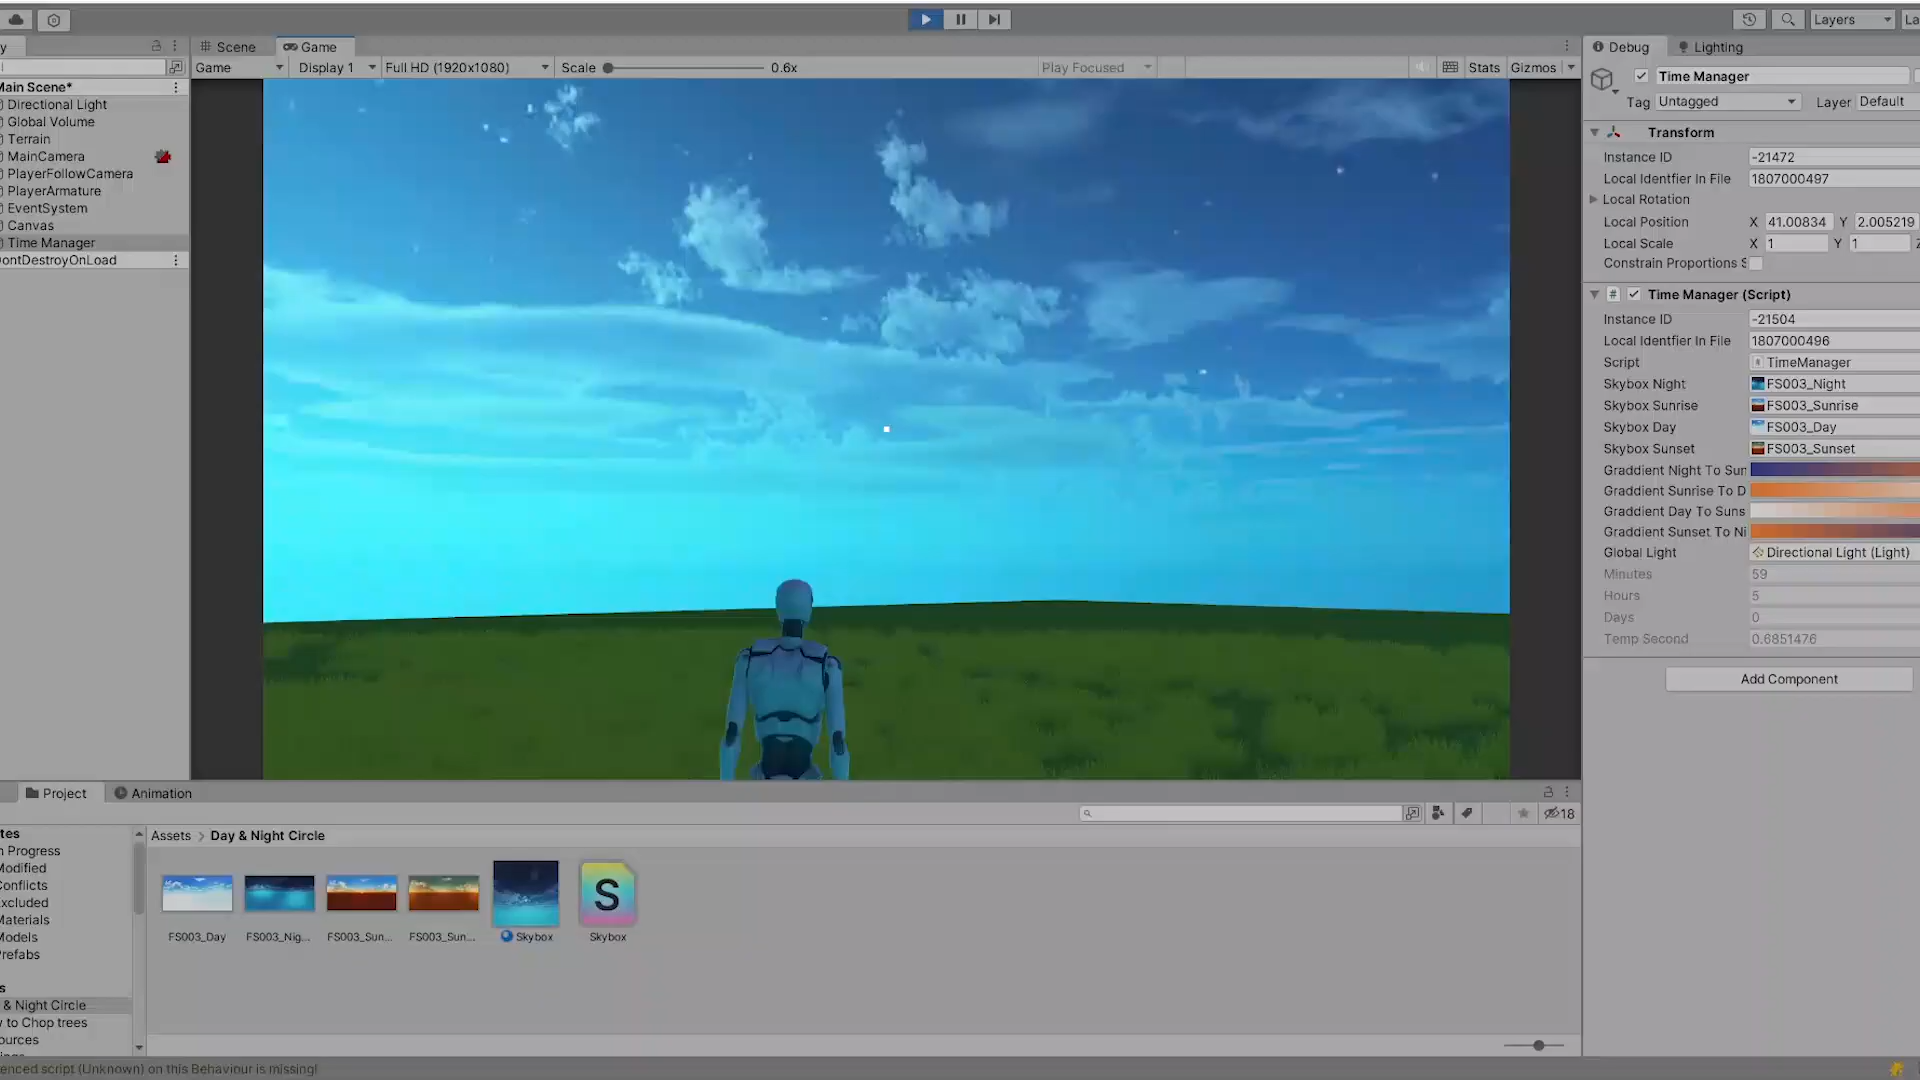 Layers
La
y
Scene
Game
Debug
Lighting
Game
Display 1
Full HD (1920x1080)
Scale
0.6x
Play Focused
Stats
Gizmos
Time Manager
Tag
Untagged
Layer
Default
Main Scene*
Directional Light
Global Volume
Terrain
MainCamera
PlayerFollowCamera
PlayerArmature
EventSystem
Canvas
Time Manager
ontDestroyOnLoad
Transform
Instance ID
-21472
Local Identfier In File
1807000497
Local Rotation
Local Position
X
41.00834
Y
2.005219
Local Scale
X
1
Y
1
Z
Constrain Proportions S
#
Time Manager (Script)
Instance ID
-21504
Local Identfier In File
1807000496
Script
TimeManager
Skybox Night
FS003_Night
Skybox Sunrise
FS003_Sunrise
Skybox Day
FS003_Day
Skybox Sunset
FS003_Sunset
Graddient Night To Sun
Graddient Sunrise To D
Graddient Day To Suns
Graddient Sunset To Ni
Global Light
Directional Light (Light)
Minutes
59
Hours
5
Days
0
Temp Second
0.6851476
Add Component
Project
Animation
18
Assets > Day & Night Circle
tes
n Progress
Modified
Conflicts
Excluded
Materials
Models
Prefabs
s
& Night Circle
v to Chop trees
ources
FS003_Day
FS003_Nig...
FS003_Sun...
FS003_Sun...
Skybox
S
Skybox
enced script (Unknown) on this Behaviour is missing!